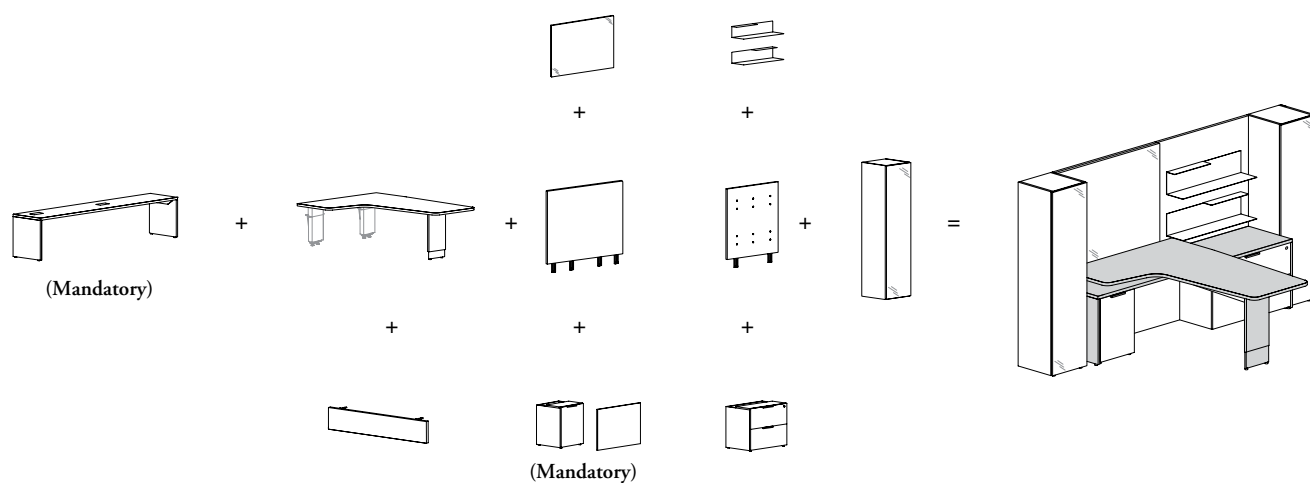 + +
+ + + =
(Mandatory)
+ + +
(Mandatory)